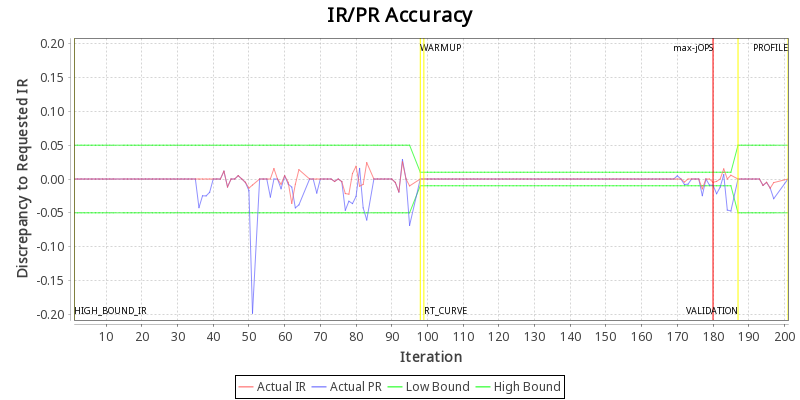 IR/PR Accuracy
Discrepancy to Requested IR
0.20
0.15
0.10
0.05
0.00
-0.05
-0.10
-0.15
-0.20
WARMUP
max-jOPS
PROFILE
HIGH_BOUND_IR
RT_CURVE
VALIDATION
10 20 30 40 50 60 70 80 90 100 110 120 130 140 150 160 170 180 190 200
Iteration
Actual IR Actual PR Low Bound High Bound